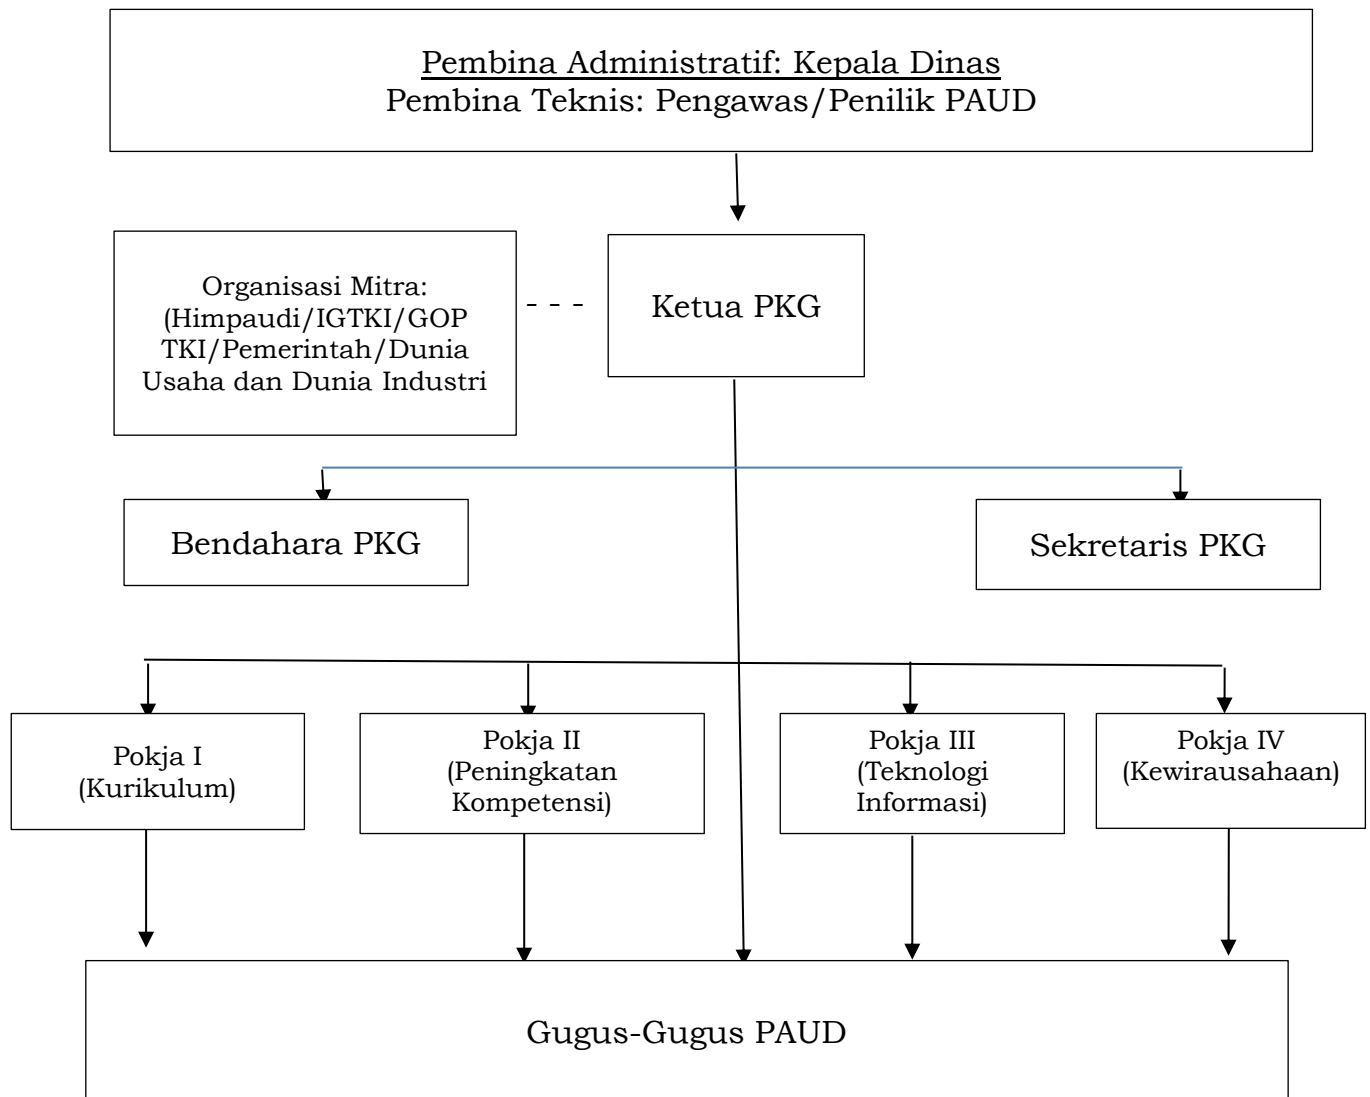 Pembina Administratif: Kepala Dinas
Pembina Teknis: Pengawas/Penilik PAUD
Organisasi Mitra:
(Himpaudi/IGTKI/GOP
TKI/Pemerintah/Dunia
Usaha dan Dunia Industri
Ketua PKG
Bendahara PKG
Sekretaris PKG
Pokja I
(Kurikulum)
Pokja II
(Peningkatan
Kompetensi)
Pokja III
(Teknologi
Informasi)
Pokja IV
(Kewirausahaan)
Gugus-Gugus PAUD